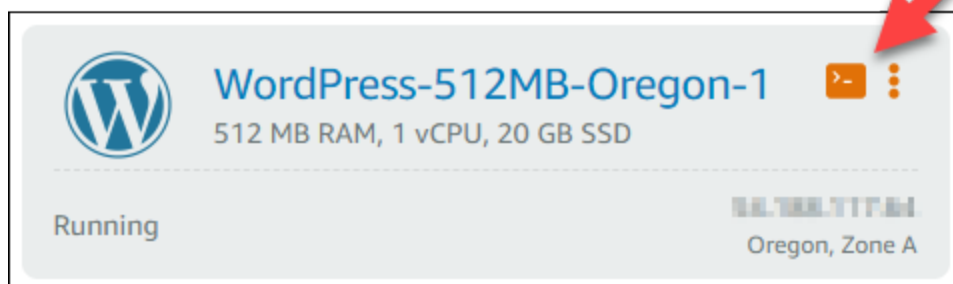 WordPress-512MB-Oregon-1
512 MB RAM, 1 vCPU, 20 GB SSD
Running
Oregon, Zone A